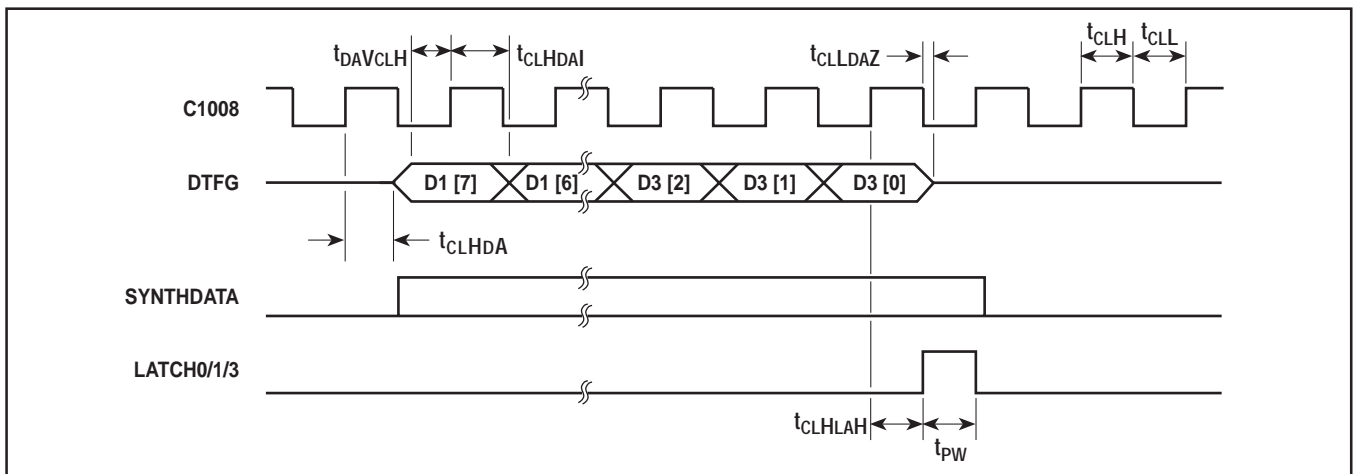 tDAVCLH tCLHDAI tCLLDAZ tCLH tCLL
C1008
DTFG D1 [7] D1 [6] D3 [2] D3 [1] D3 [0]
tCLHDA
SYNTHDATA
LATCH0/1/3
tCLHLAH tPW